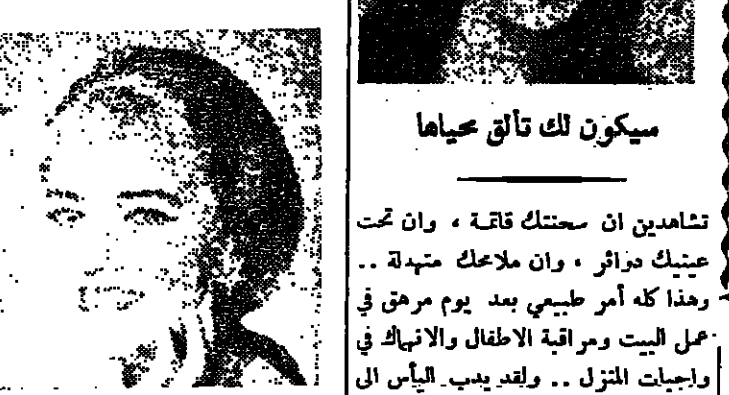 سيكون لك تألق محياها
تشاهدين ان سحنتك قاتمة ، وان تحت
عينيك دوائر ، وان ملامحك متهدلة ..
وهذا كله أمر طبيعي بعد يوم مرهق في
عمل البيت ومراقبة الاطفال والانهاك في
واجبات المنزل .. ولقد يدب اليأس الى